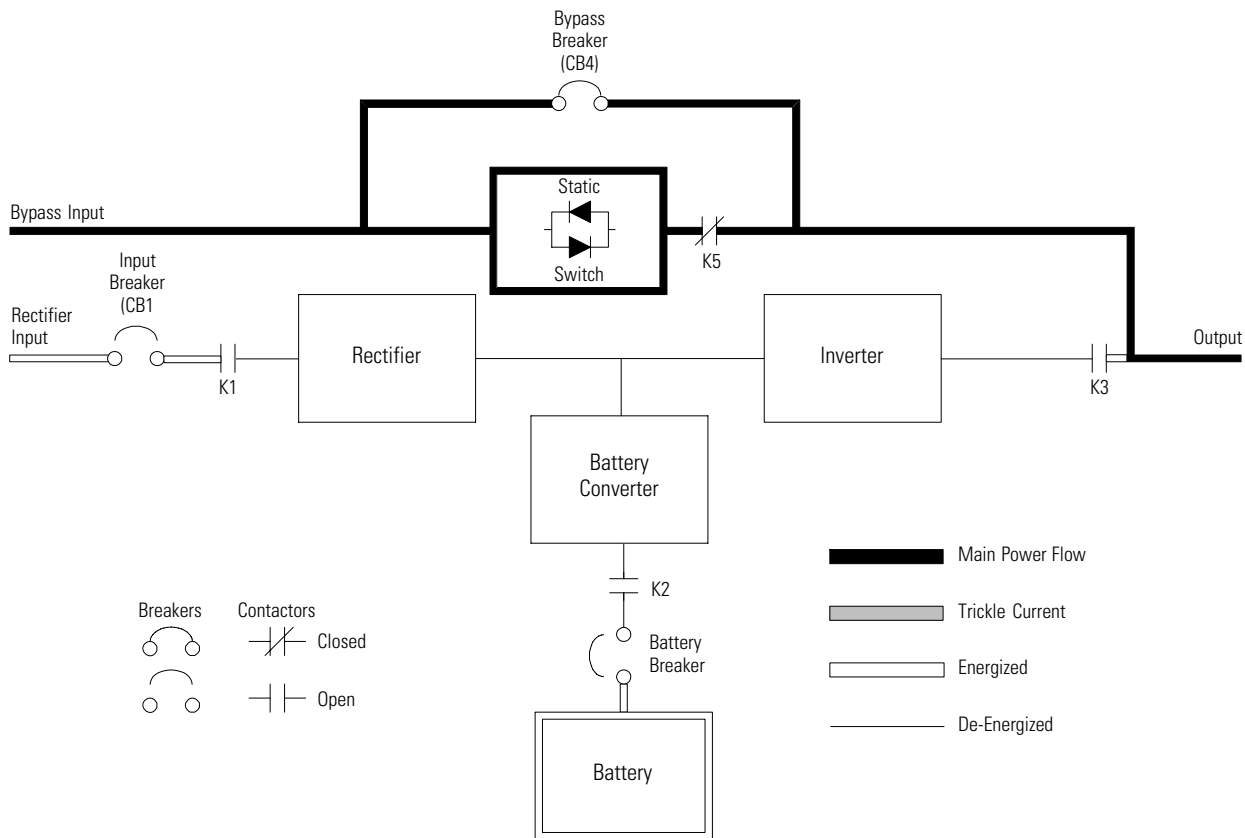 Bypass
Breaker
(CB4)
Static
Bypass Input
K5
Switch
Input
Breaker
(CB1
Rectifier
Input
Rectifier
Inverter
Output
K1
K3
Battery
Converter
Main Power Flow
K2
Breakers
Contactors
Trickle Current
Closed
Battery
Breaker
Energized
Open
De-Energized
Battery